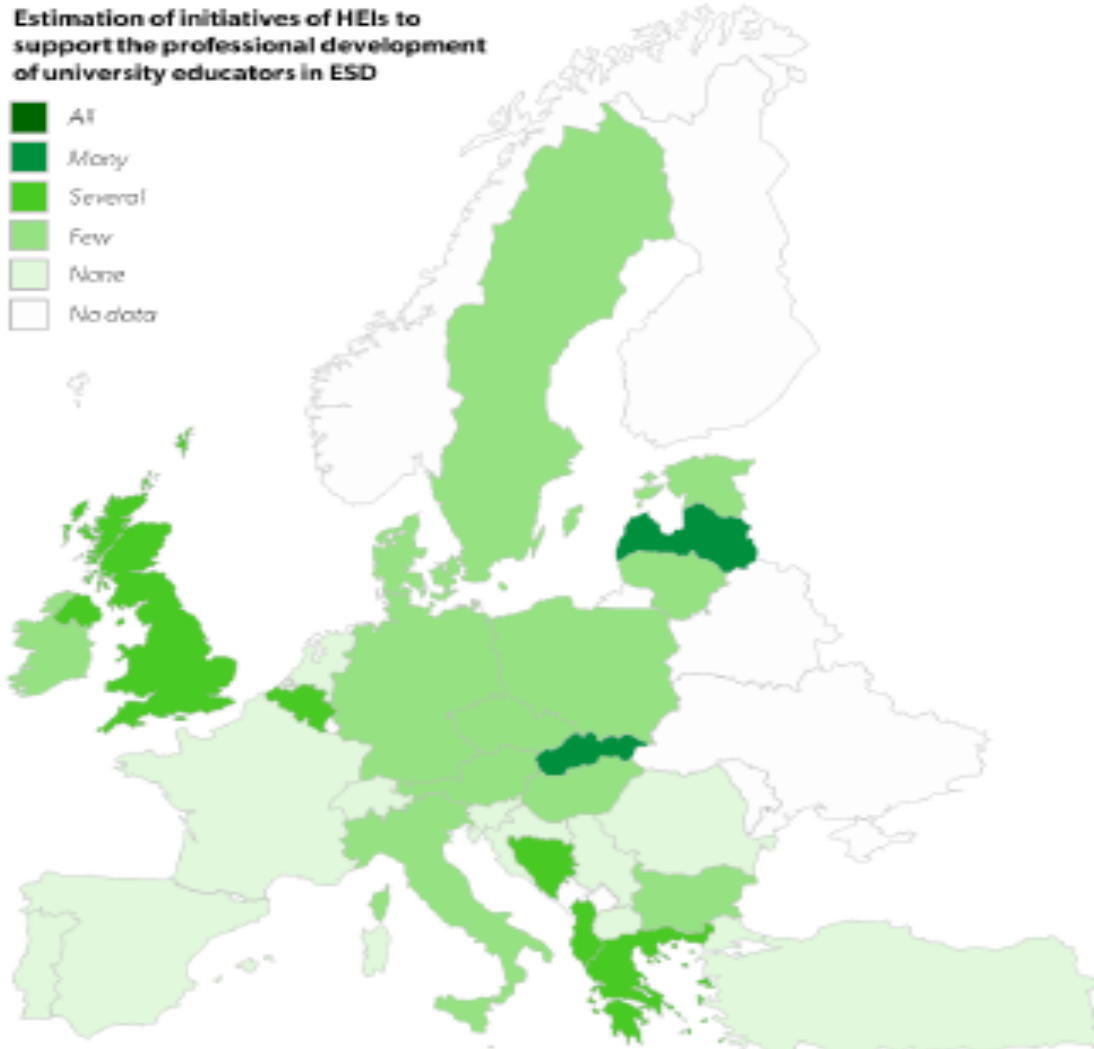 Estimation of initiatives of HEIs to
support the professional development
of university educators in ESD
All
Many
Several
Few
None
No data